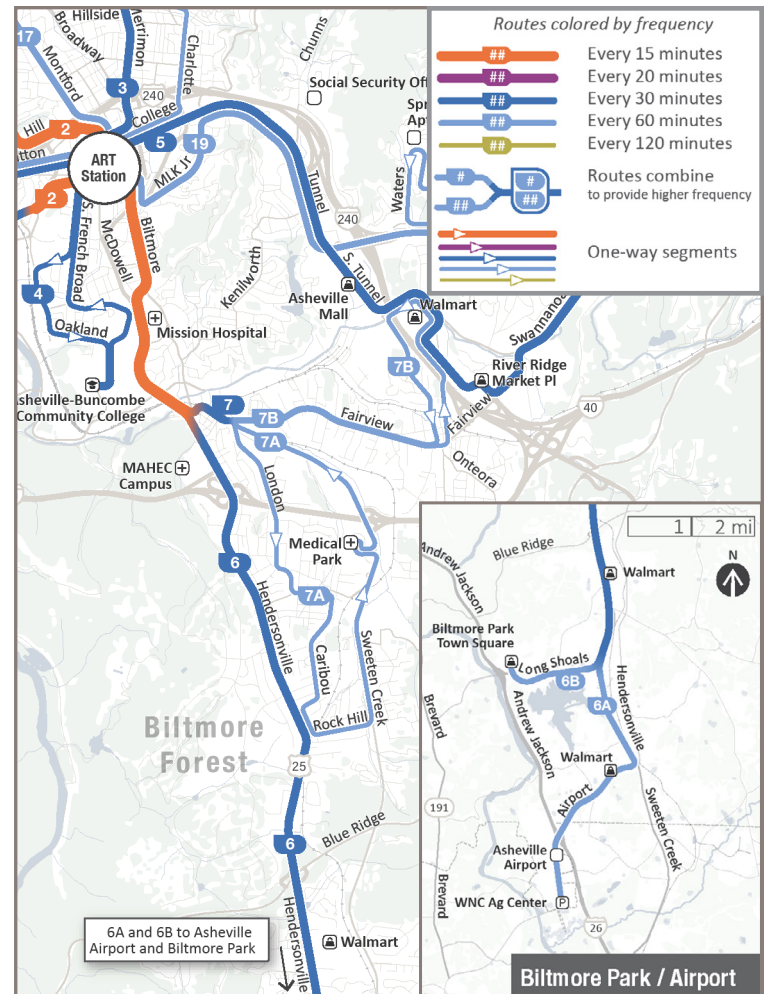 Routes colored by frequency
## Every 15 minutes
## Every 20 minutes
## Every 30 minutes
## Every 60 minutes
## Every 120 minutes
# Routes combine
to provide higher frequency
#
##
##
One-way segments
Hillside
Merrimon
Broadway
Charlotte
Chunns
17
Montford
3
240
College
Social Security Off
Spr
Apt
Hill
2
itton
ART
Station
5
19
MLK Jr
2
Waters
Tunnel
240
S. French Broad
McDowell
Biltmore
Kenilworth
S. Tunnel
Asheville
Mall
Walmart
4
Oakland
Mission Hospital
Swannanoa
7B
River Ridge
Market Pl
sheville-Buncombe
Community College
7
7B
Fairview
7A
Fairview
40
Onteora
MAHEC
Campus
London
Medical
Park
6
7A
Hendersonville
Caribou
Sweeten Creek
Rock Hill
Biltmore
Forest
25
Blue Ridge
6
Hendersonville
6A and 6B to Asheville
Airport and Biltmore Park
Walmart
1 2 mi
N
Andrew Jackson
Blue Ridge
Walmart
Biltmore Park
Town Square
Long Shoals
6B
6A
Hendersonville
Brevard
Andrew Jackson
Walmart
Airport
191
Sweeten Creek
Asheville
Airport
Brevard
WNC Ag Center
P
26
Biltmore Park / Airport